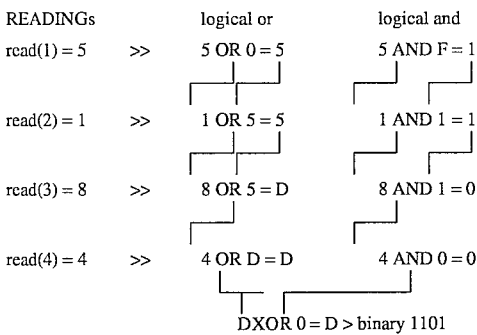 READINGs logical or logical and
read(1) = 5 >> 5 OR 0 = 5 5 AND F = 1
read(2) = 1 >> 1 OR 5 = 5 1 AND 1 = 1
read(3) = 8 >> 8 OR 5 = D 8 AND 1 = 0
read(4) = 4 >> 4 OR D = D 4 AND 0 = 0
DXOR 0 = D > binary 1101